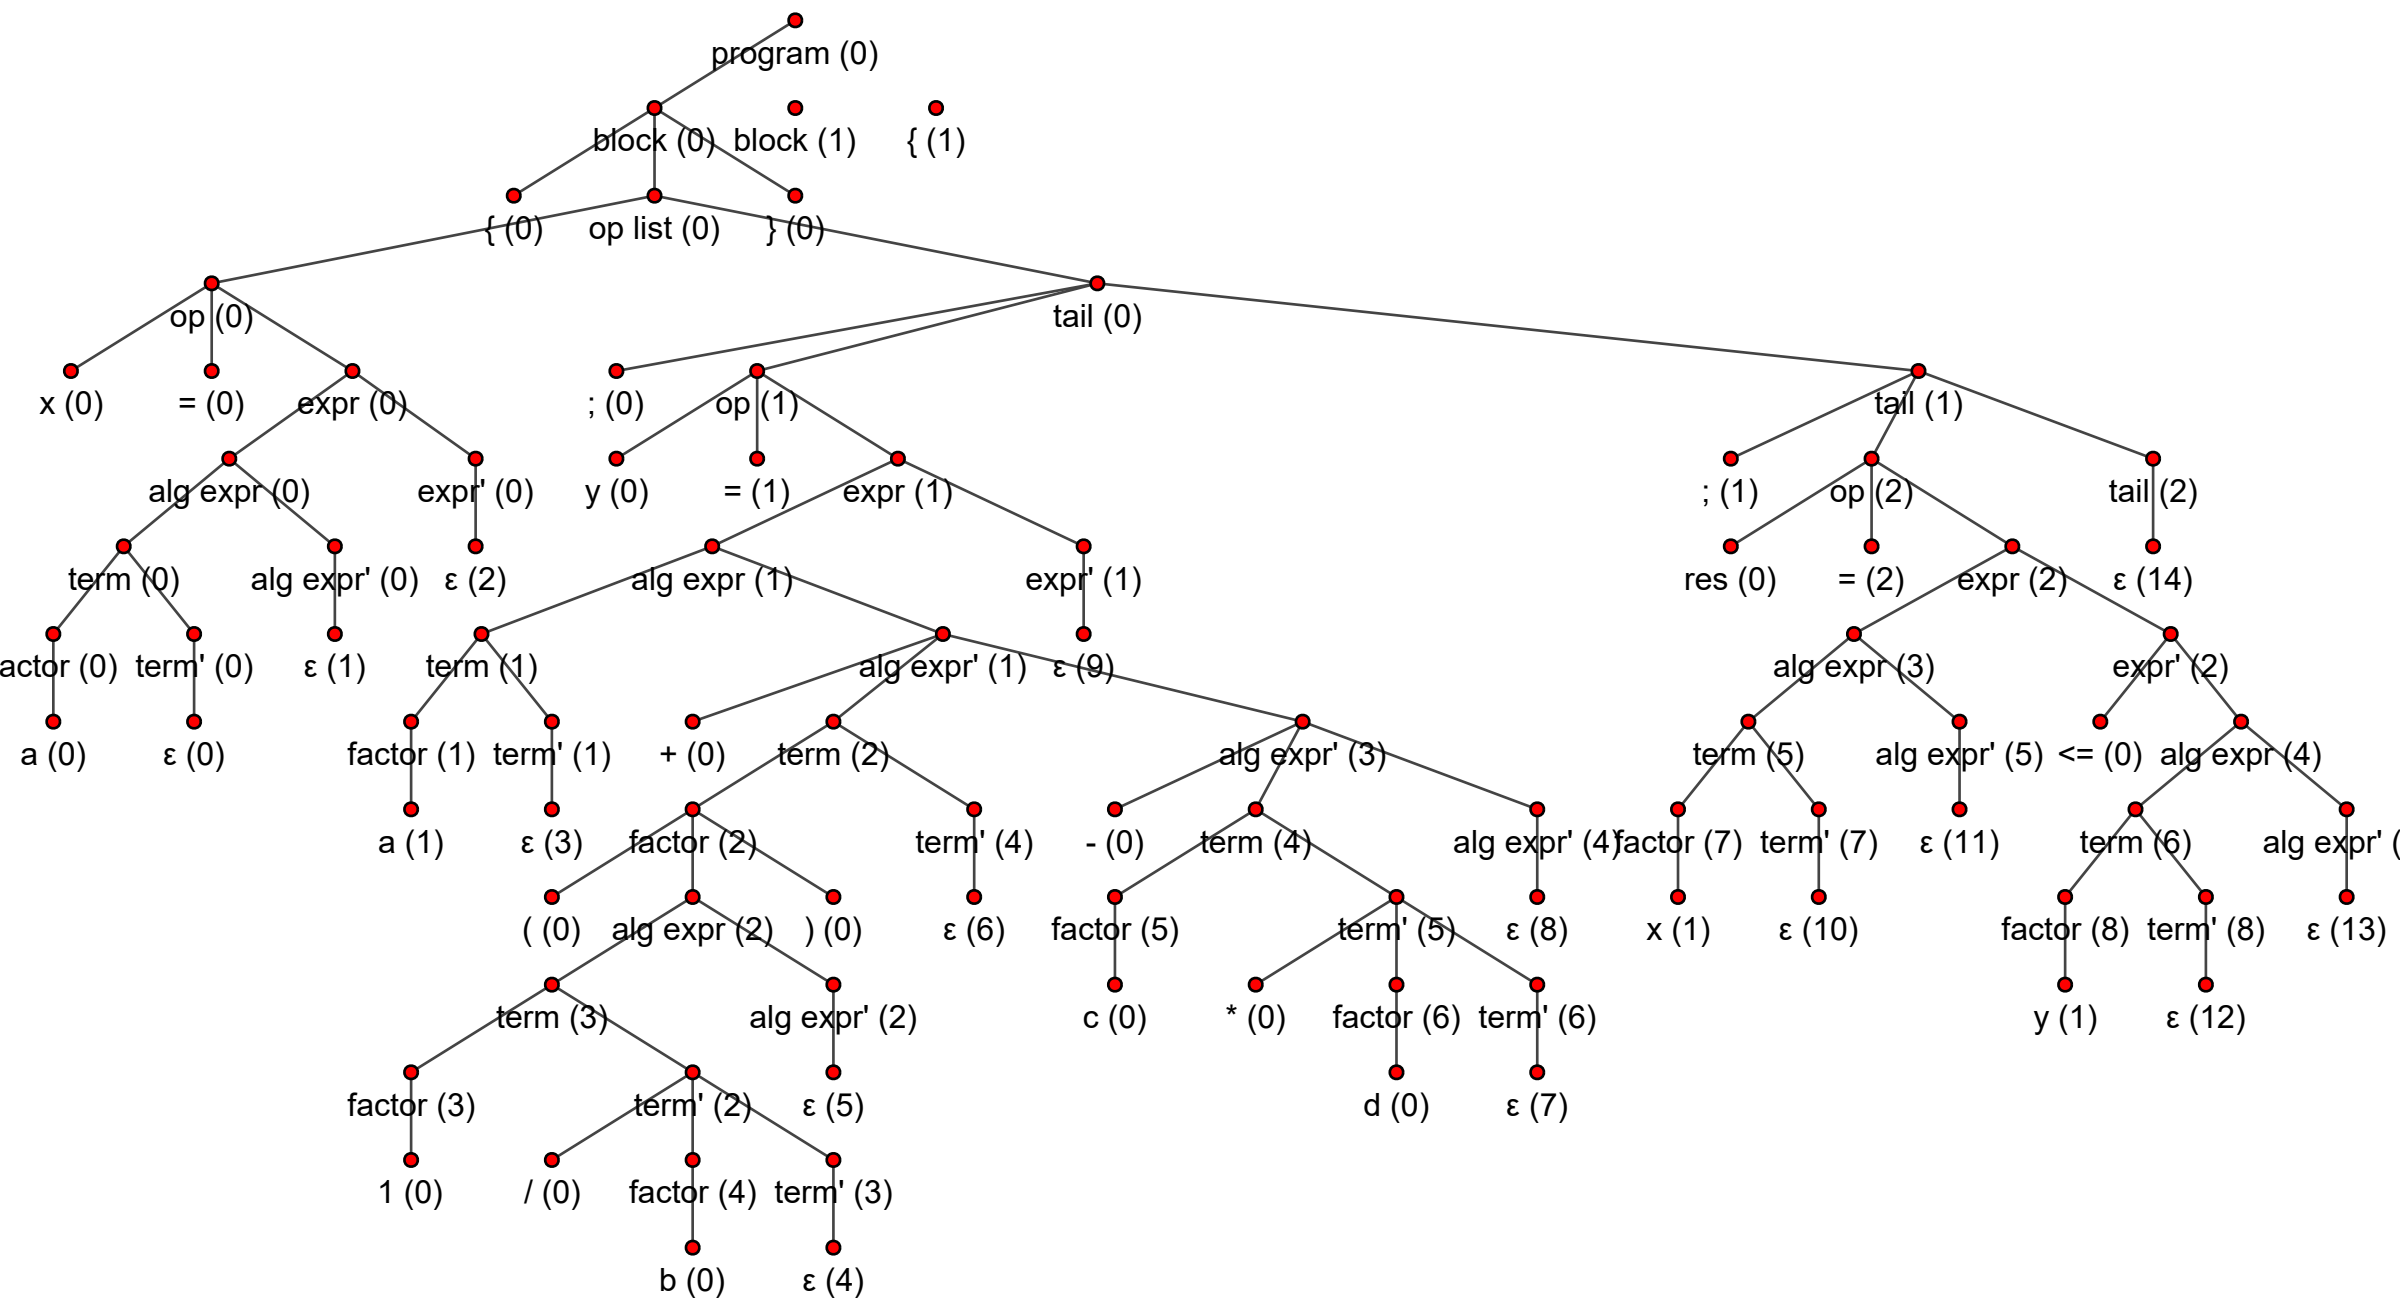 program (0)
block (0) block (1) { (1)
{ (0) op list (0) } (0)
op (0) tail (0)
x (0) = (0) expr (0) ; (0) op (1) tail (1)
alg expr (0) expr' (0) y (0) = (1) expr (1) ; (1) op (2) tail (2)
term (0) alg expr' (0) ε (2) alg expr (1) expr' (1) res (0) = (2) expr (2) ε (14)
actor (0) term' (0) ε (1) term (1) alg expr' (1) ε (9) alg expr (3) expr' (2)
a (0) ε (0) factor (1) term' (1) + (0) term (2) alg expr' (3) term (5) alg expr' (5) <= (0) alg expr (4)
a (1) ε (3) factor (2) term' (4) - (0) term (4) alg expr' (4) factor (7) term' (7) ε (11) term (6) alg expr' (
( (0) alg expr (2) ) (0) ε (6) factor (5) term' (5) ε (8) x (1) ε (10) factor (8) term' (8) ε (13)
term (3) alg expr' (2) c (0) * (0) factor (6) term' (6) y (1) ε (12)
factor (3) term' (2) ε (5) d (0) ε (7)
1 (0) / (0) factor (4) term' (3)
b (0) ε (4)